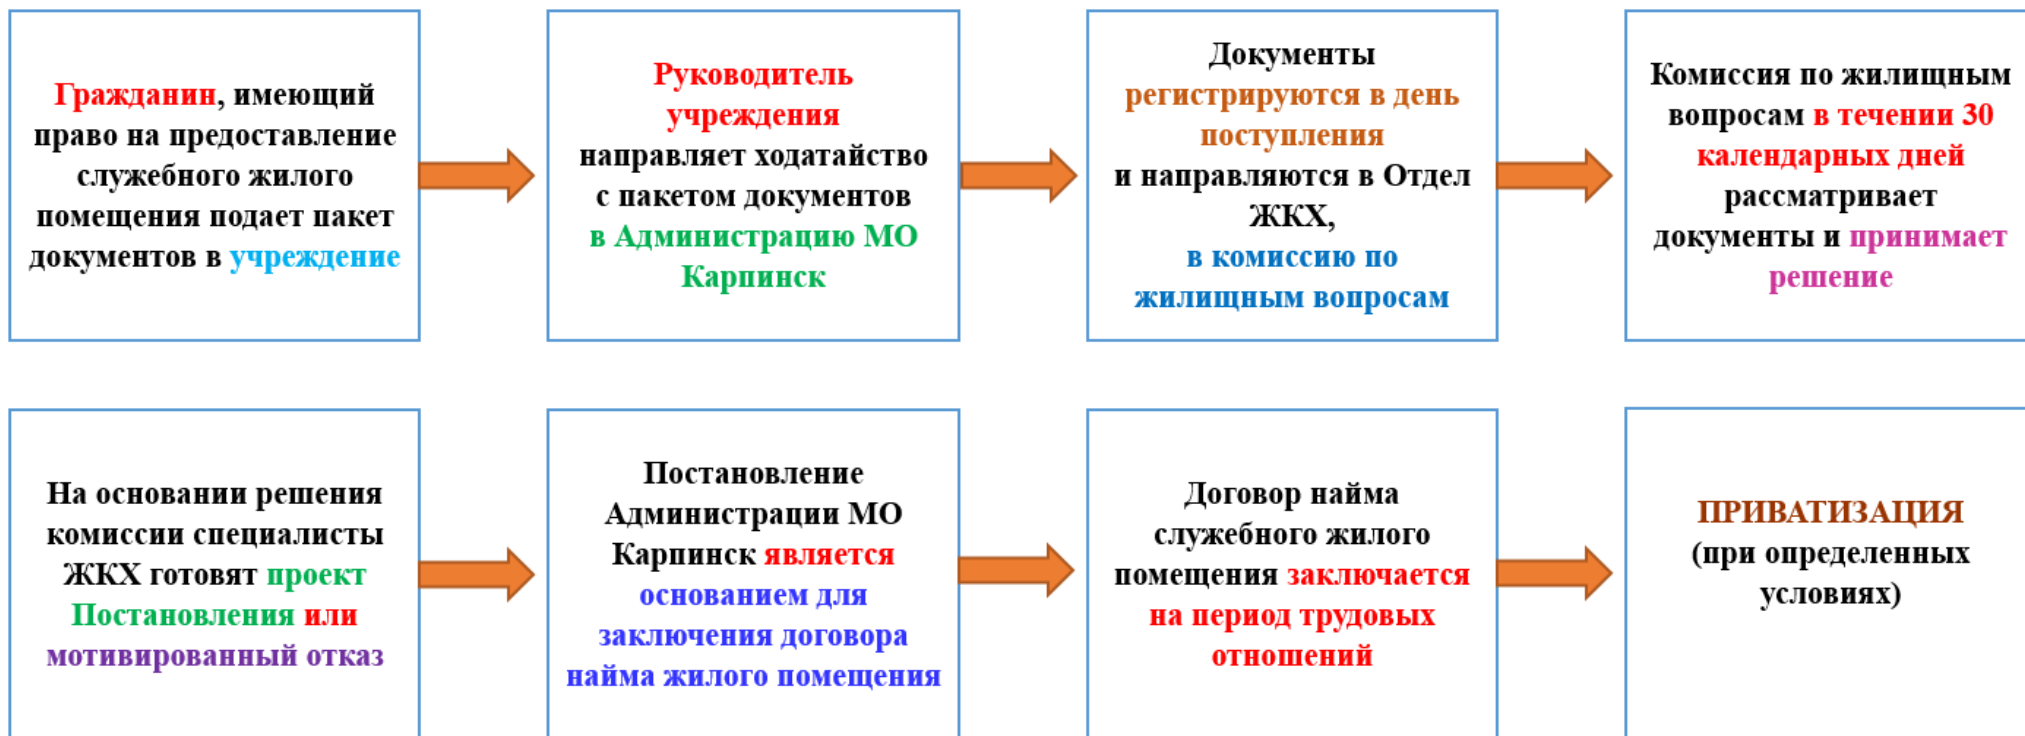 Гражданин, имеющий
право на предоставление
служебного жилого
помещения подает пакет
документов в учреждение
Руководитель
учреждения
направляет ходатайство
с пакетом документов
в Администрацию МО
Карпинск
Документы
регистрируются в день
поступления
и направляются в Отдел
ЖКХ,
в комиссию по
жилищным вопросам
Комиссия по жилищным
вопросам в течении 30
календарных дней
рассматривает
документы и принимает
решение
На основании решения
комиссии специалисты
ЖКХ готовят проект
Постановления или
мотивированный отказ
Постановление
Администрации МО
Карпинск является
основанием для
заключения договора
найма жилого помещения
Договор найма
служебного жилого
помещения заключается
на период трудовых
отношений
ПРИВАТИЗАЦИЯ
(при определенных
условиях)